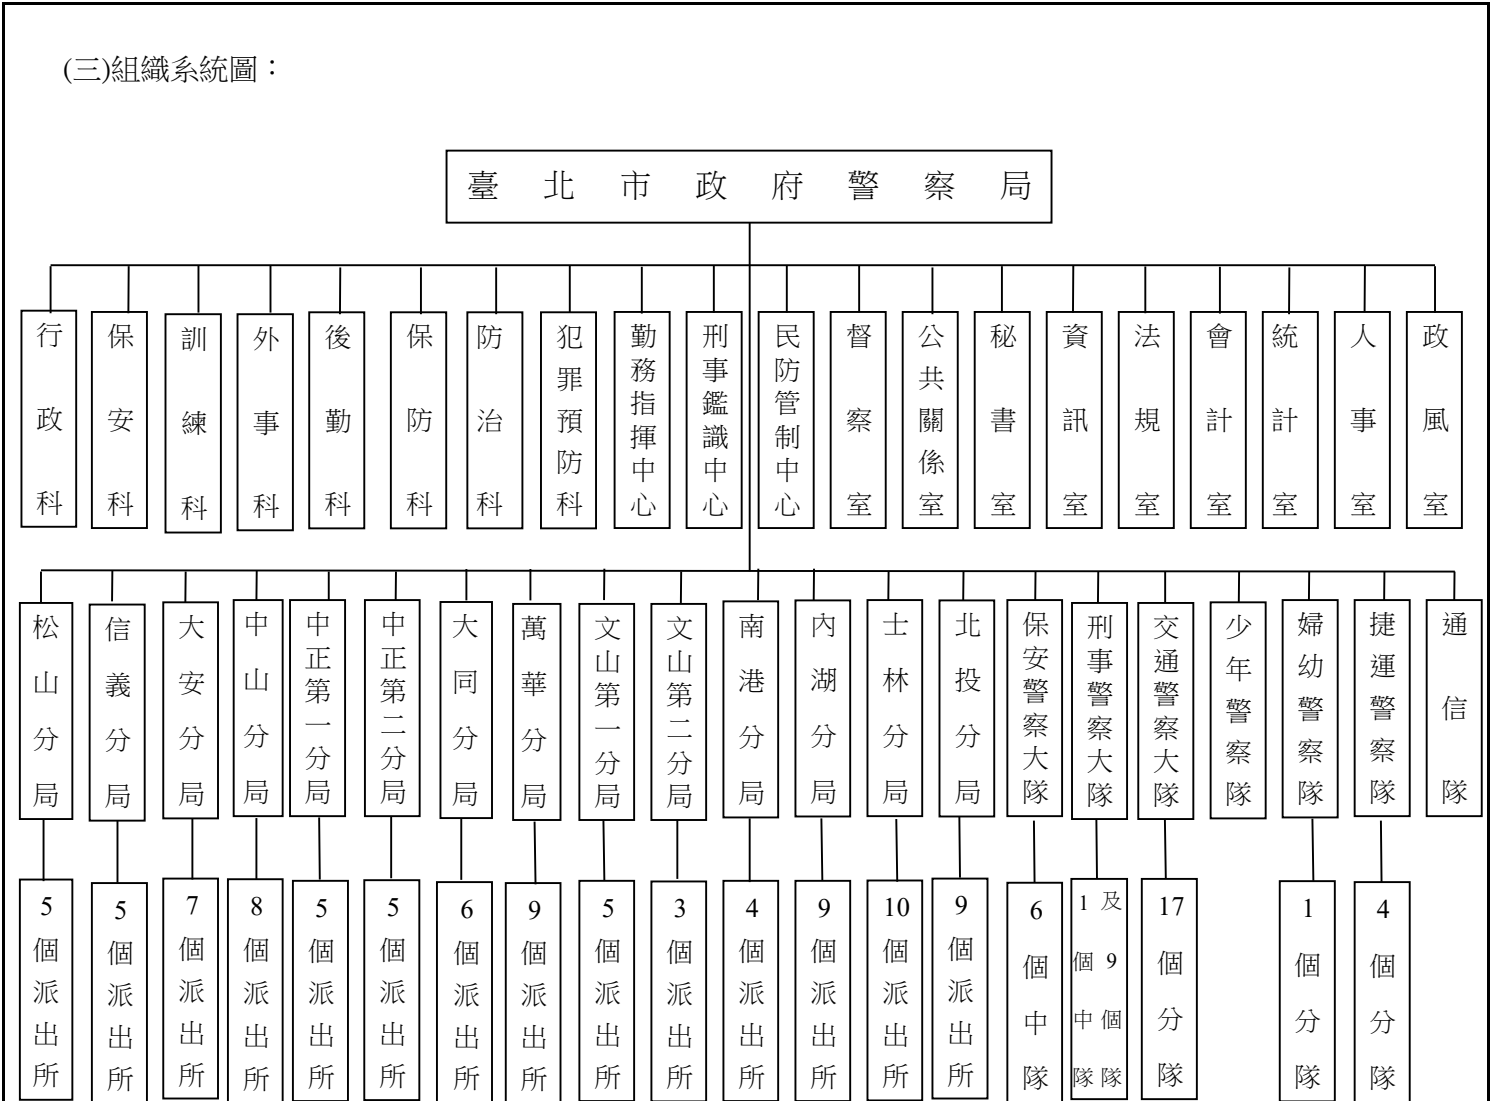 (三)組織系統圖：
臺北市政府警察局
行政科
保安科
訓練科
外事科
後勤科
保防科
防治科
犯罪預防科
勤務指揮中心
刑事鑑識中心
民防管制中心
督察室
公共關係室
秘書室
資訊室
法規室
會計室
統計室
人事室
政風室
松山分局
信義分局
大安分局
中山分局
中正第一分局
中正第二分局
大同分局
萬華分局
文山第一分局
文山第二分局
南港分局
內湖分局
士林分局
北投分局
保安警察大隊
刑事警察大隊
交通警察大隊
少年警察隊
婦幼警察隊
捷運警察隊
通信隊
5個派出所
5個派出所
7個派出所
8個派出所
5個派出所
5個派出所
6個派出所
9個派出所
5個派出所
3個派出所
4個派出所
9個派出所
10個派出所
9個派出所
6個中隊
1個中隊
及9個隊
17個分隊
1個分隊
4個分隊